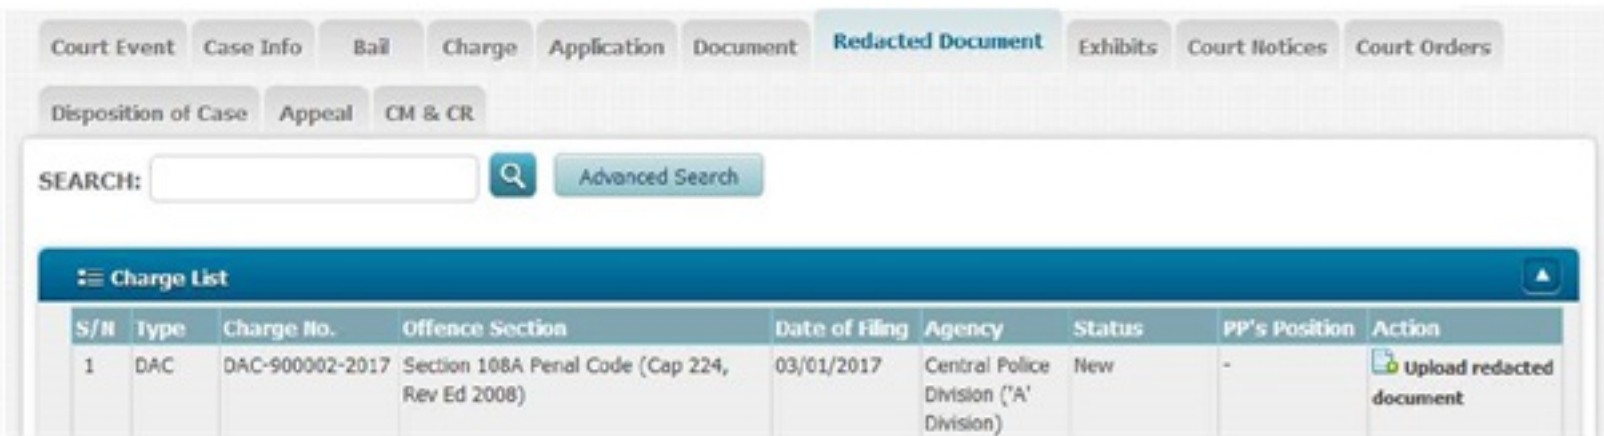 Court Event Case Info Bail Charge Application Document Redacted Document Exhibits Court Notices Court Orders
Disposition of Case Appeal CM & CR
SEARCH: Advanced Search
Charge List
S/N Type Charge No. Offence Section Date of Filing Agency Status PP's Position Action
1 DAC DAC-900002-2017 Section 108A Penal Code (Cap 224, 03/01/2017 Central Police New - Upload redacted
Rev Ed 2008) Division ('A' document
Division)